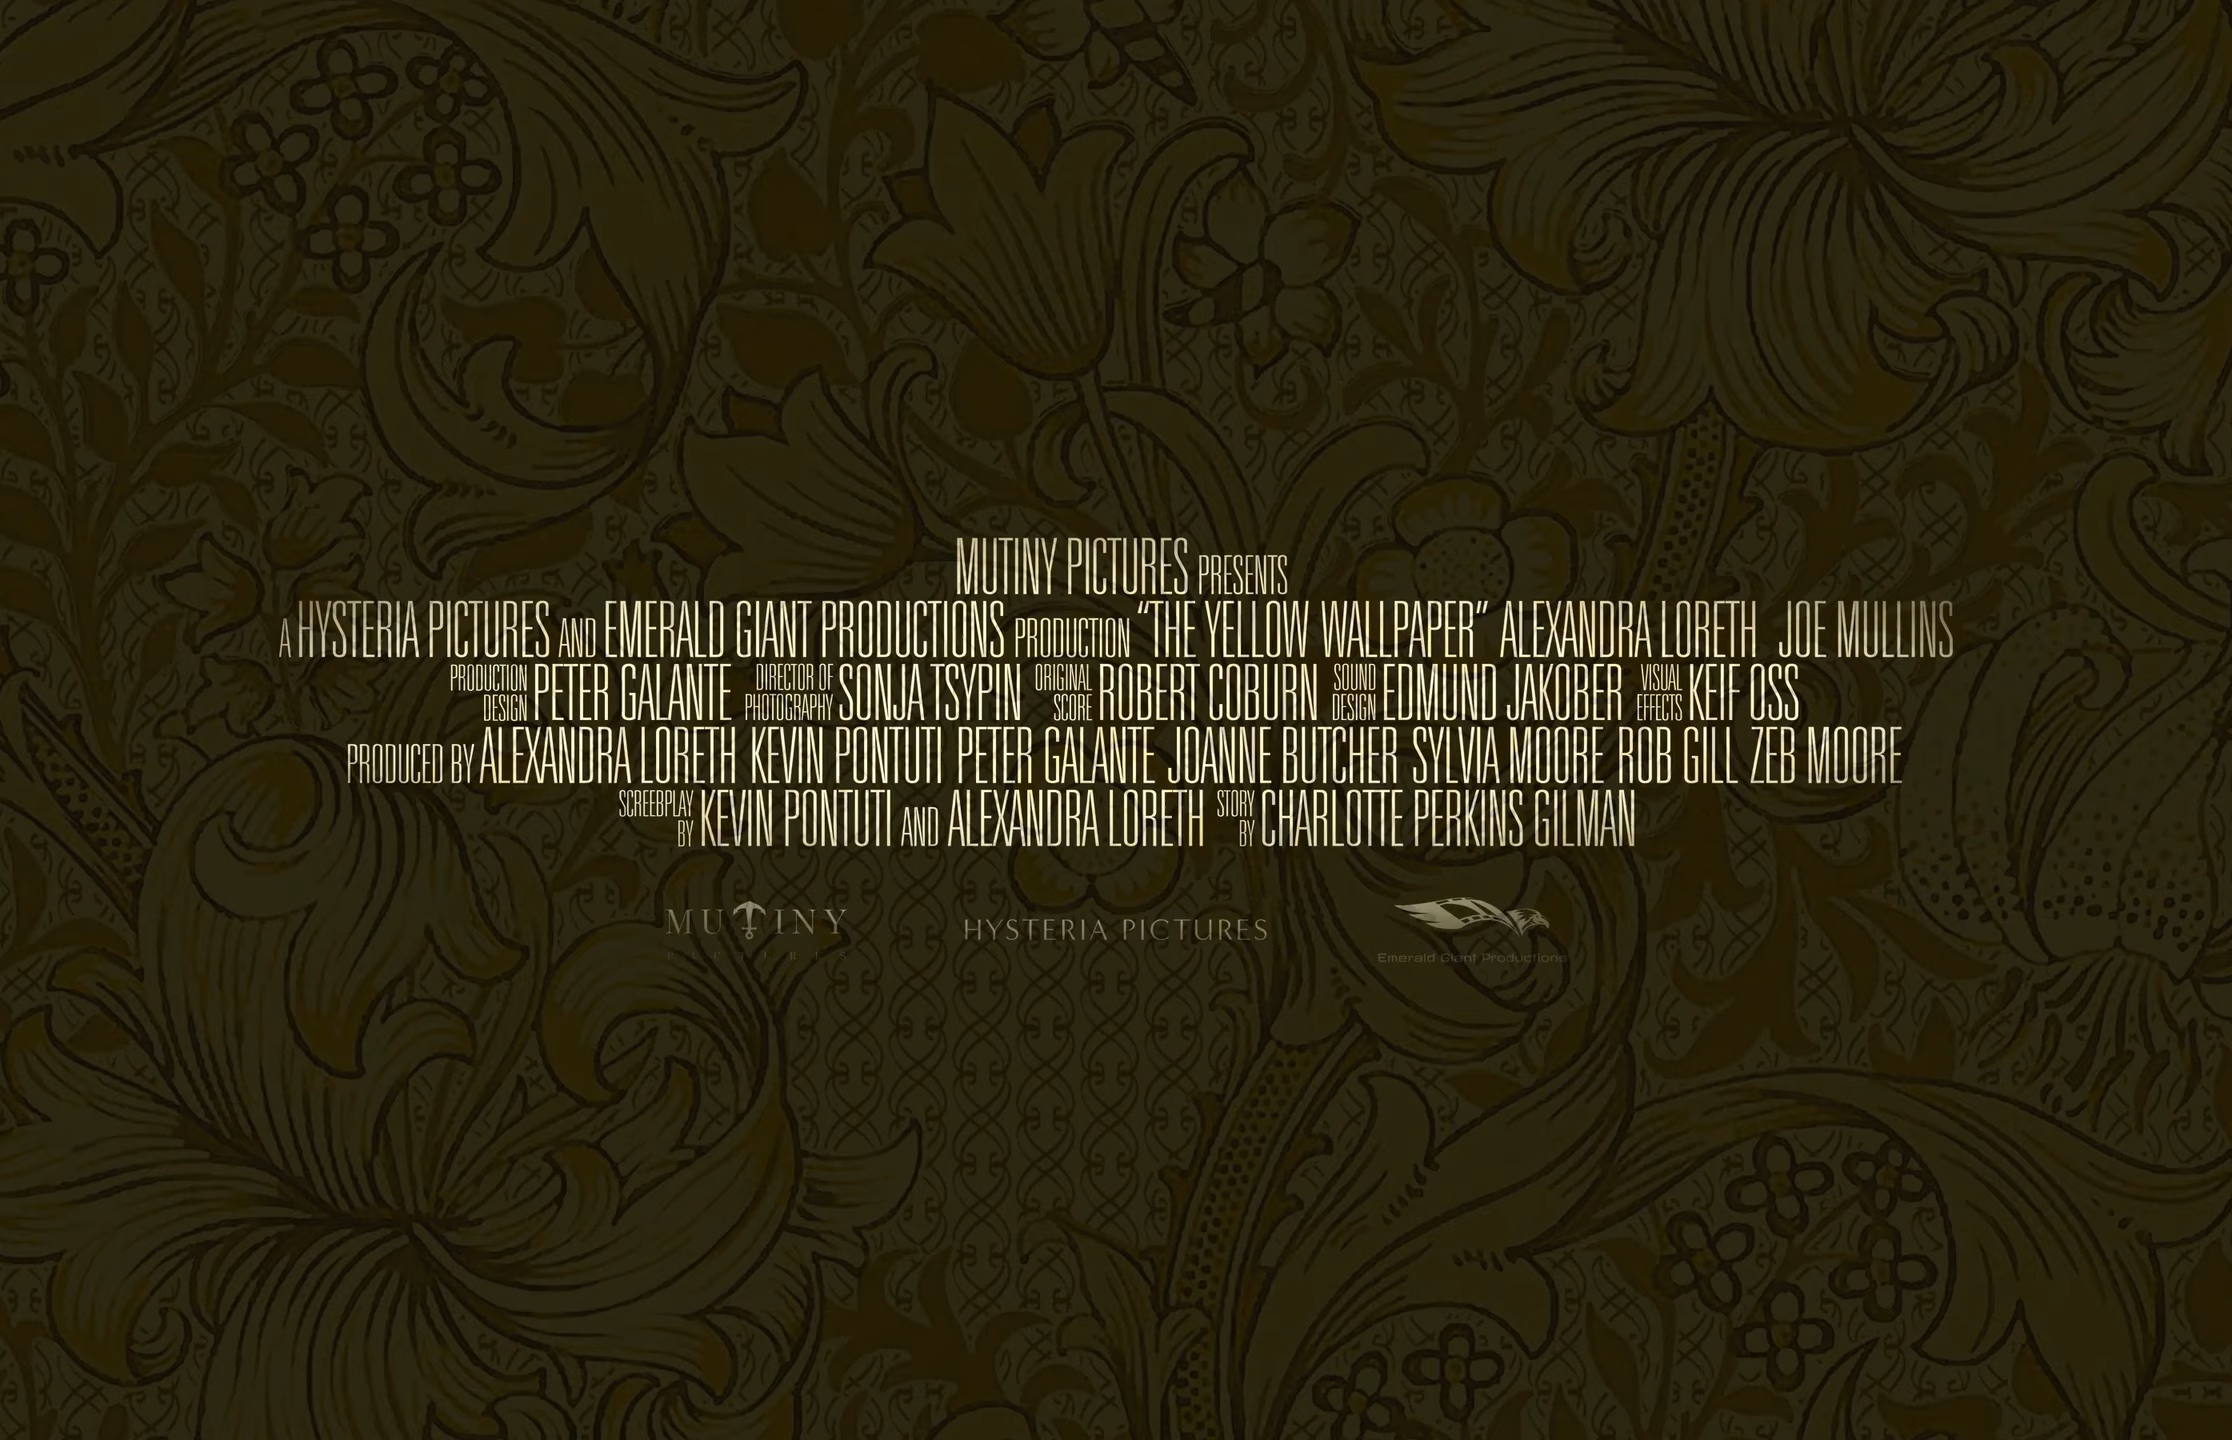 MUTINY PICTURES PRESENTS
A HYSTERIA PICTURES AND EMERALD GIANT PRODUCTIONS PRODUCTION “THE YELLOW WALLPAPER” ALEXANDRA LORETH JOE MULLINS
PRODUCTION DESIGN PETER GALANTE DIRECTOR OF PHOTOGRAPHY SONJA TSYPIN ORIGINAL SCORE ROBERT COBURN SOUND DESIGN EDMUND JAKOBER VISUAL EFFECTS KEIF OSS
PRODUCED BY ALEXANDRA LORETH KEVIN PONTUTI PETER GALANTE JOANNE BUTCHER SYLVIA MOORE ROB GILL ZEB MOORE
SCREEBPLAY BY KEVIN PONTUTI AND ALEXANDRA LORETH STORY BY CHARLOTTE PERKINS GILMAN
MUTINY
PICTURES
HYSTERIA PICTURES
Emerald Giant Productions